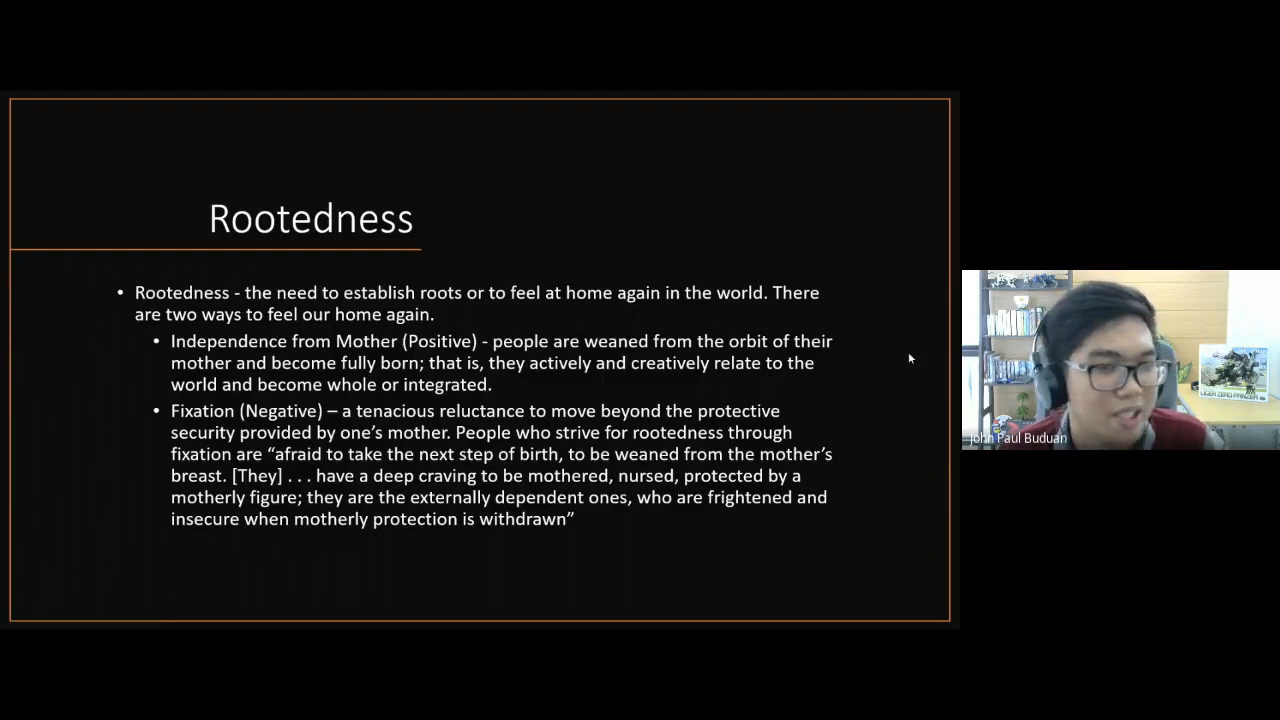 Rootedness
• Rootedness - the need to establish roots or to feel at home again in the world. There
are two ways to feel our home again.
• Independence from Mother (Positive) - people are weaned from the orbit of their
mother and become fully born; that is, they actively and creatively relate to the
world and become whole or integrated.
• Fixation (Negative) – a tenacious reluctance to move beyond the protective
security provided by one’s mother. People who strive for rootedness through
fixation are “afraid to take the next step of birth, to be weaned from the mother’s
breast. [They] . . . have a deep craving to be mothered, nursed, protected by a
motherly figure; they are the externally dependent ones, who are frightened and
insecure when motherly protection is withdrawn”
LIGER ZERO PANZER
John Paul Buduan